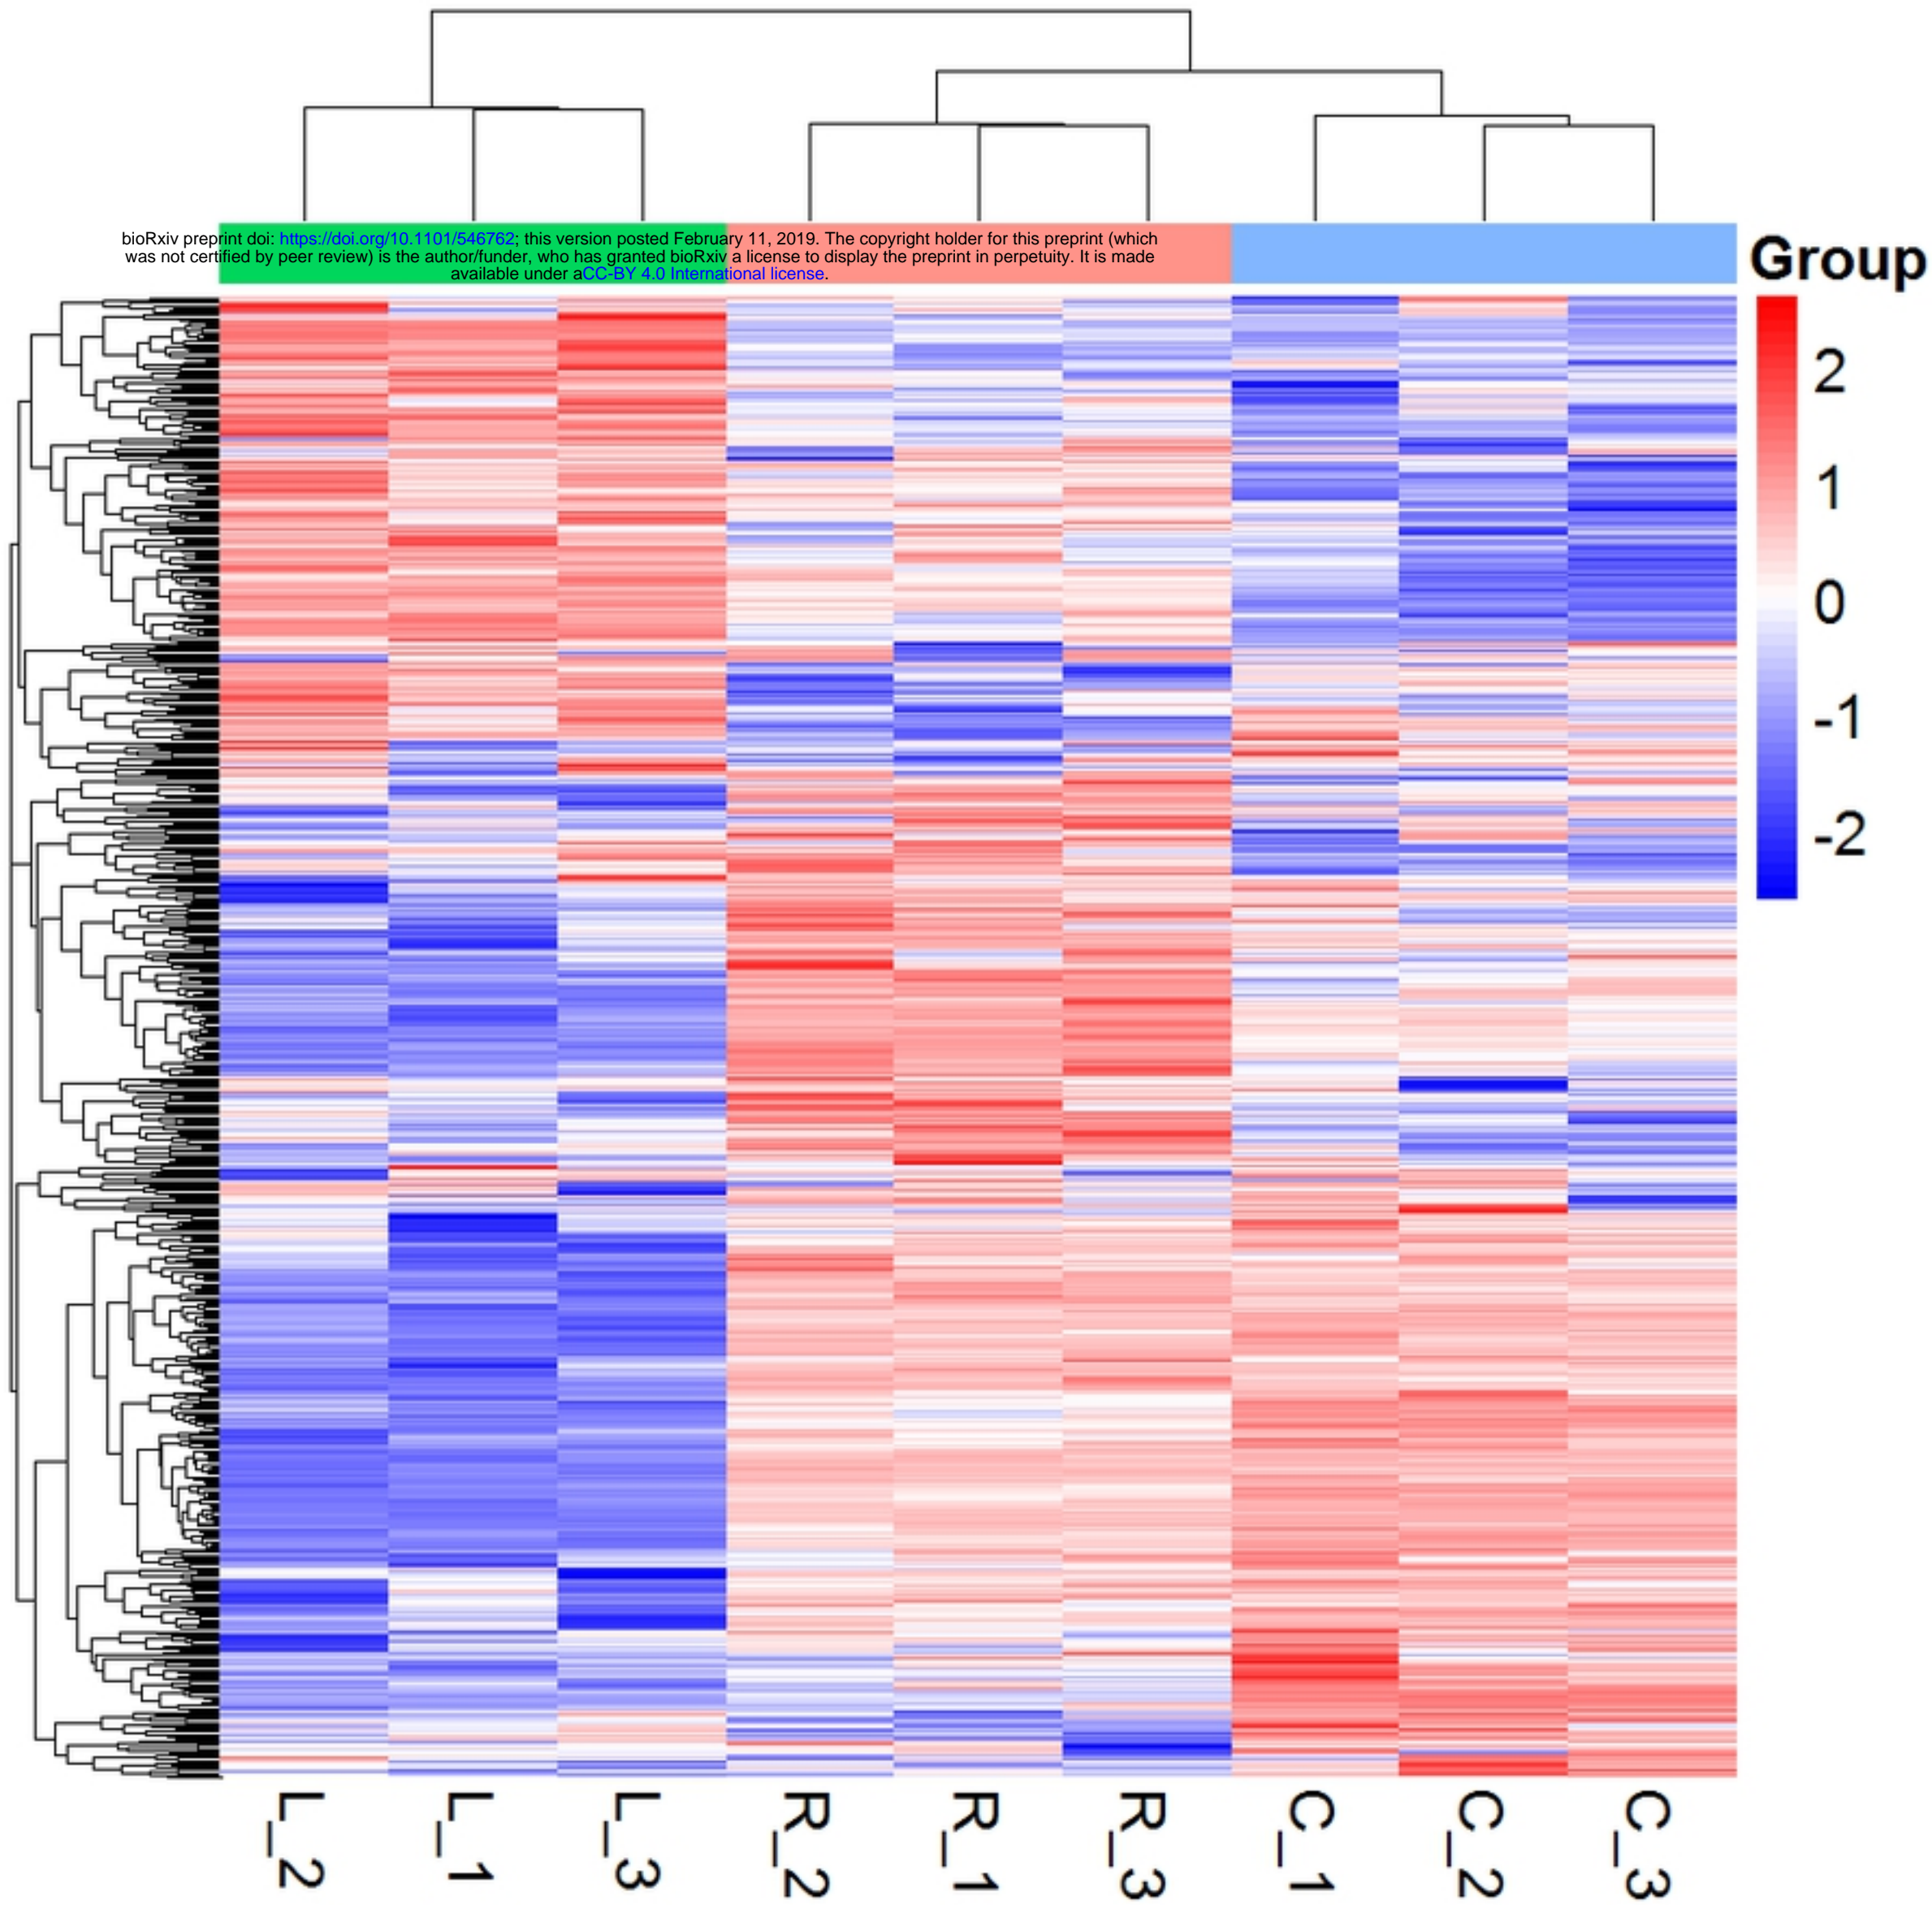 bioRxiv preprint doi: https://doi.org/10.1101/546762; this version posted February 11, 2019. The copyright holder for this preprint (which
was not certified by peer review) is the author/funder, who has granted bioRxiv a license to display the preprint in perpetuity. It is made
available under aCC-BY 4.0 International license.
Group
2
1
0
-1
-2
L_2
L_1
L_3
R_2
R_1
R_3
C_1
C_2
C_3